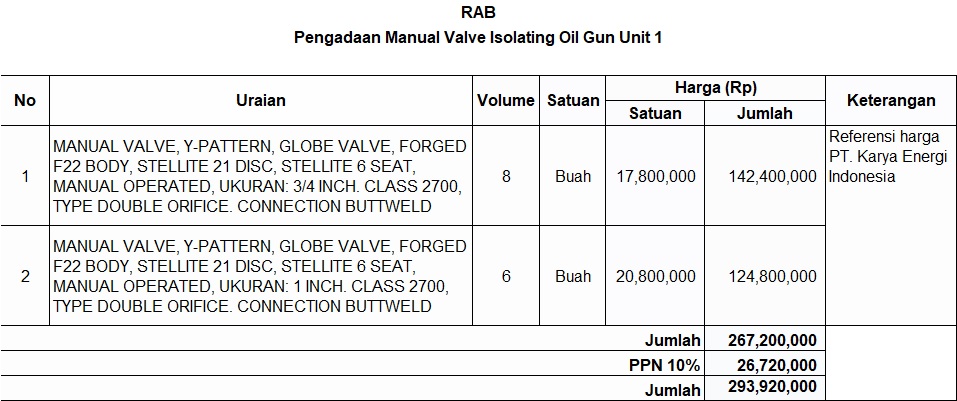 RAB
Pengadaan Manual Valve Isolating Oil Gun Unit 1
No Uraian Volume Satuan Harga (Rp) Keterangan
Satuan Jumlah
1 MANUAL VALVE, Y-PATTERN, GLOBE VALVE, FORGED
F22 BODY, STELLITE 21 DISC, STELLITE 6 SEAT,
MANUAL OPERATED, UKURAN: 3/4 INCH. CLASS 2700,
TYPE DOUBLE ORIFICE. CONNECTION BUTTWELD
8 Buah 17,800,000 142,400,000
Referensi harga
PT. Karya Energi
Indonesia
2 MANUAL VALVE, Y-PATTERN, GLOBE VALVE, FORGED
F22 BODY, STELLITE 21 DISC, STELLITE 6 SEAT,
MANUAL OPERATED, UKURAN: 1 INCH. CLASS 2700,
TYPE DOUBLE ORIFICE. CONNECTION BUTTWELD
6 Buah 20,800,000 124,800,000
Jumlah 267,200,000
PPN 10% 26,720,000
Jumlah 293,920,000